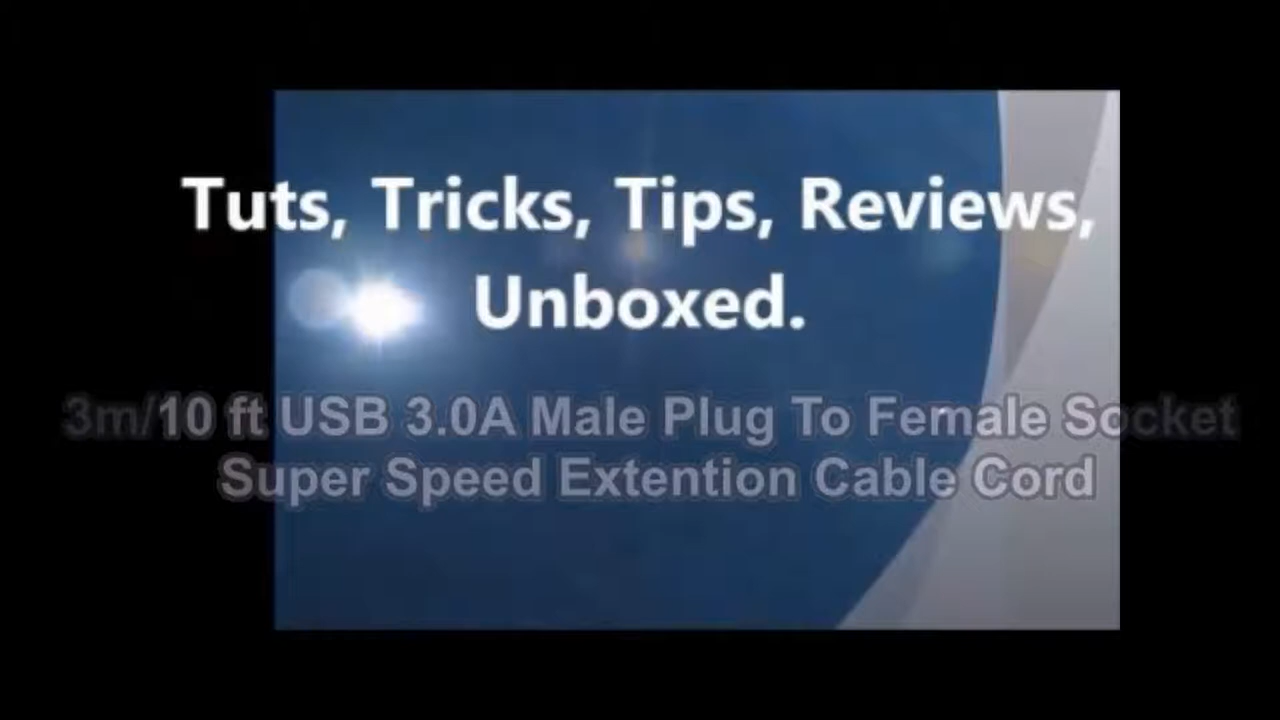 Tuts, Tricks, Tips, Reviews,
Unboxed.
3m/10 ft USB 3.0A Male Plug To Female Socket
Super Speed Extention Cable Cord